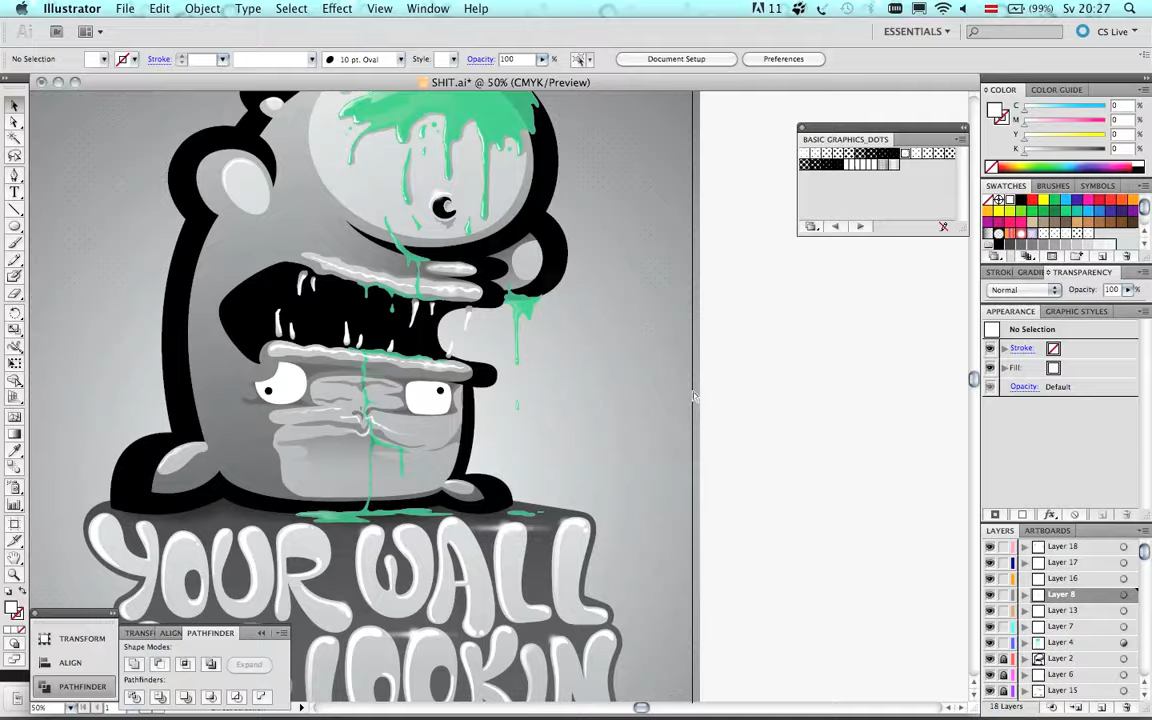 Illustrator File Edit Object Type Select Effect View Window Help 11 (99%) Sv 20:27
Ai Br ESSENTIALS CS Live
No Selection Stroke: 10 pt. Oval Style: Opacity: 100 % Document Setup Preferences
SHIT.ai* @ 50% (CMYK/Preview)
COLOR COLOR GUIDE
C 0 %
M 0 %
Y 0 %
K 0 %
BASIC GRAPHICS_DOTS
SWATCHES BRUSHES SYMBOLS
STROKE GRADIE TRANSPARENCY
Normal Opacity: 100
APPEARANCE GRAPHIC STYLES
No Selection
Stroke:
Fill:
Opacity: Default
LAYERS ARTBOARDS
Layer 18
Layer 17
Layer 16
Layer 8
Layer 13
Layer 7
Layer 4
Layer 2
Layer 6
Layer 15
18 Layers
YOUR WALL
LOOKIN
TRANSFORM
ALIGN
PATHFINDER
TRANSFI ALIGN PATHFINDER
Shape Modes:
Expand
Pathfinders:
50% 1